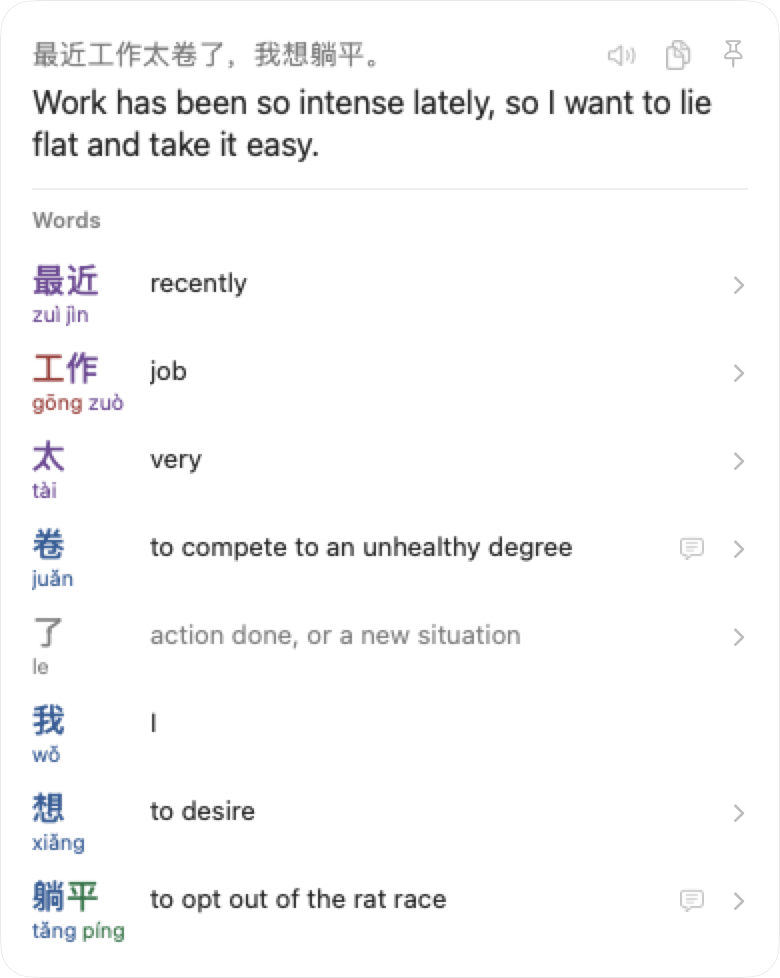 最近工作太卷了，我想躺平。
Work has been so intense lately, so I want to lie
flat and take it easy.
Words
最近 recently
zuì jìn
工作 job
gōng zuò
太 very
tài
卷 to compete to an unhealthy degree
juǎn
了 action done, or a new situation
le
我 I
wǒ
想 to desire
xiǎng
躺平 to opt out of the rat race
tǎng píng